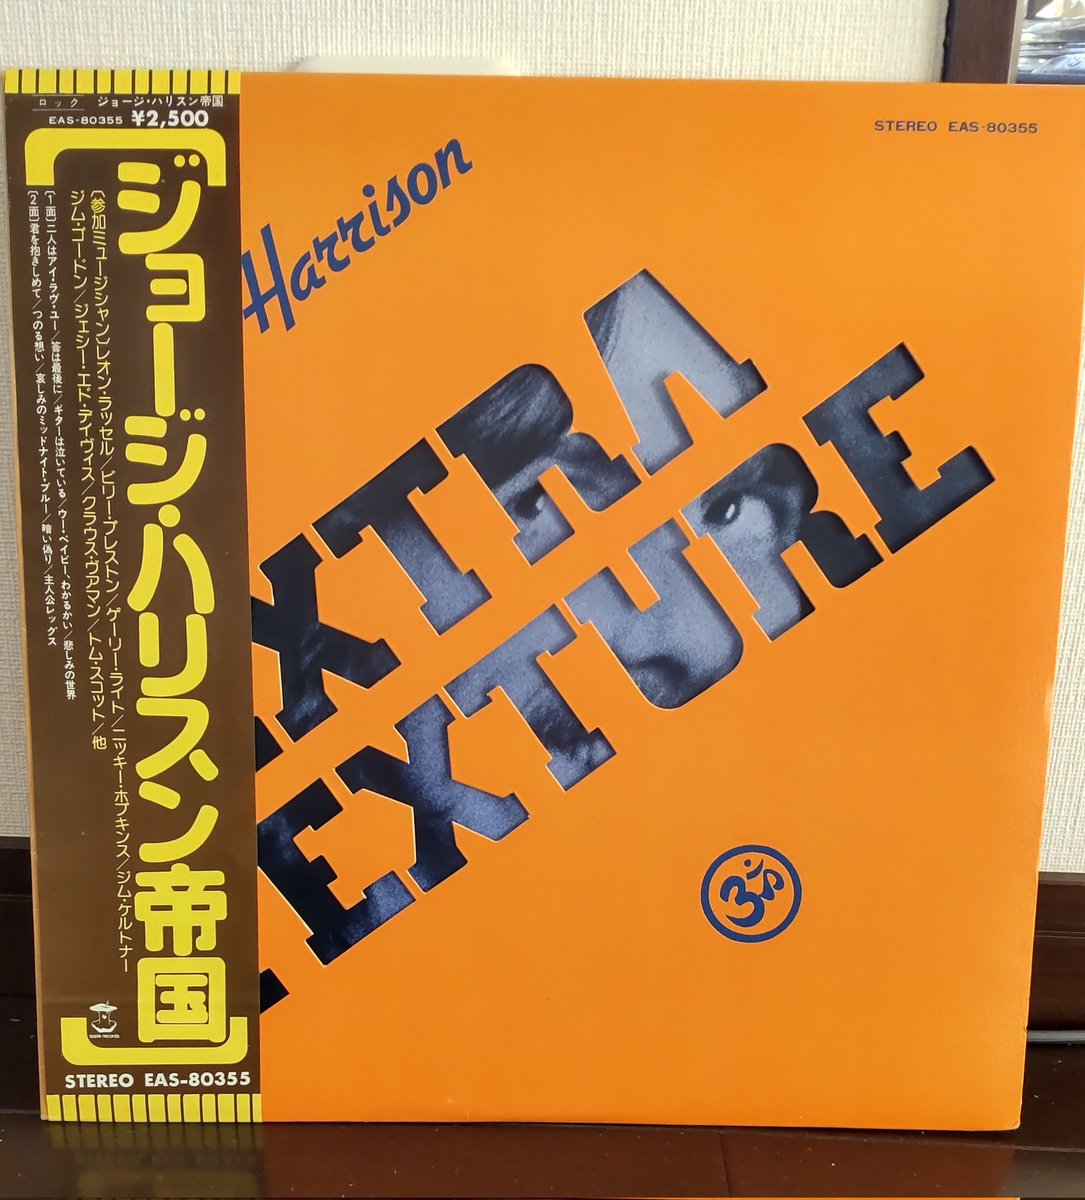 ロック ジョージ・ハリスン帝国
EAS-80355 ¥2,500
ジョージ・ハリスン帝国
〔参加ミュージシャン〕レオン・ラッセル/ビリー・プレストン/ゲーリー・ライト/ニッキー・ホプキンス/ジム・ケルトナー
ジム・ゴードン/ジェシー・エド・デイヴィス/クラウス・ヴアマン/トム・スコット/他
〔1面〕二人はアイ・ラヴ・ユー/答は最後に/ギターは泣いている/ウー・ベイビー、わかるかい/悲しみの世界
〔2面〕君を抱きしめて/つのる想い/哀しみのミッドナイト・ブルー/暗い偽り/主人公レッグス
apple records
STEREO EAS-80355
STEREO EAS-80355
Harrison
EXTRA
TEXTURE
ॐ